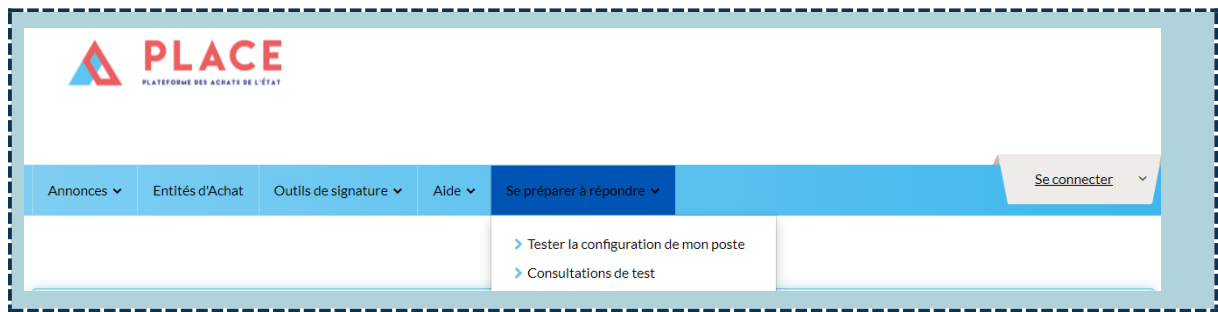 PLACE
PLATEFORME DES ACHATS DE L'ÉTAT
Se connecter
Annonces Entités d'Achat Outils de signature Aide Se préparer à répondre
Tester la configuration de mon poste
Consultations de test